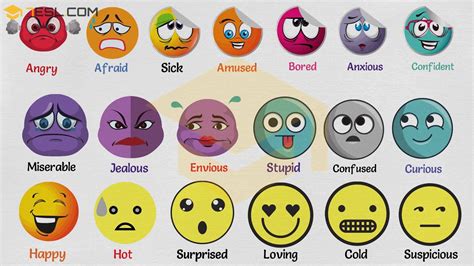 7ESL.COM
Angry Afraid Sick Amused Bored Anxious Confident
Miserable Jealous Envious Stupid Confused Curious
Happy Hot Surprised Loving Cold Suspicious